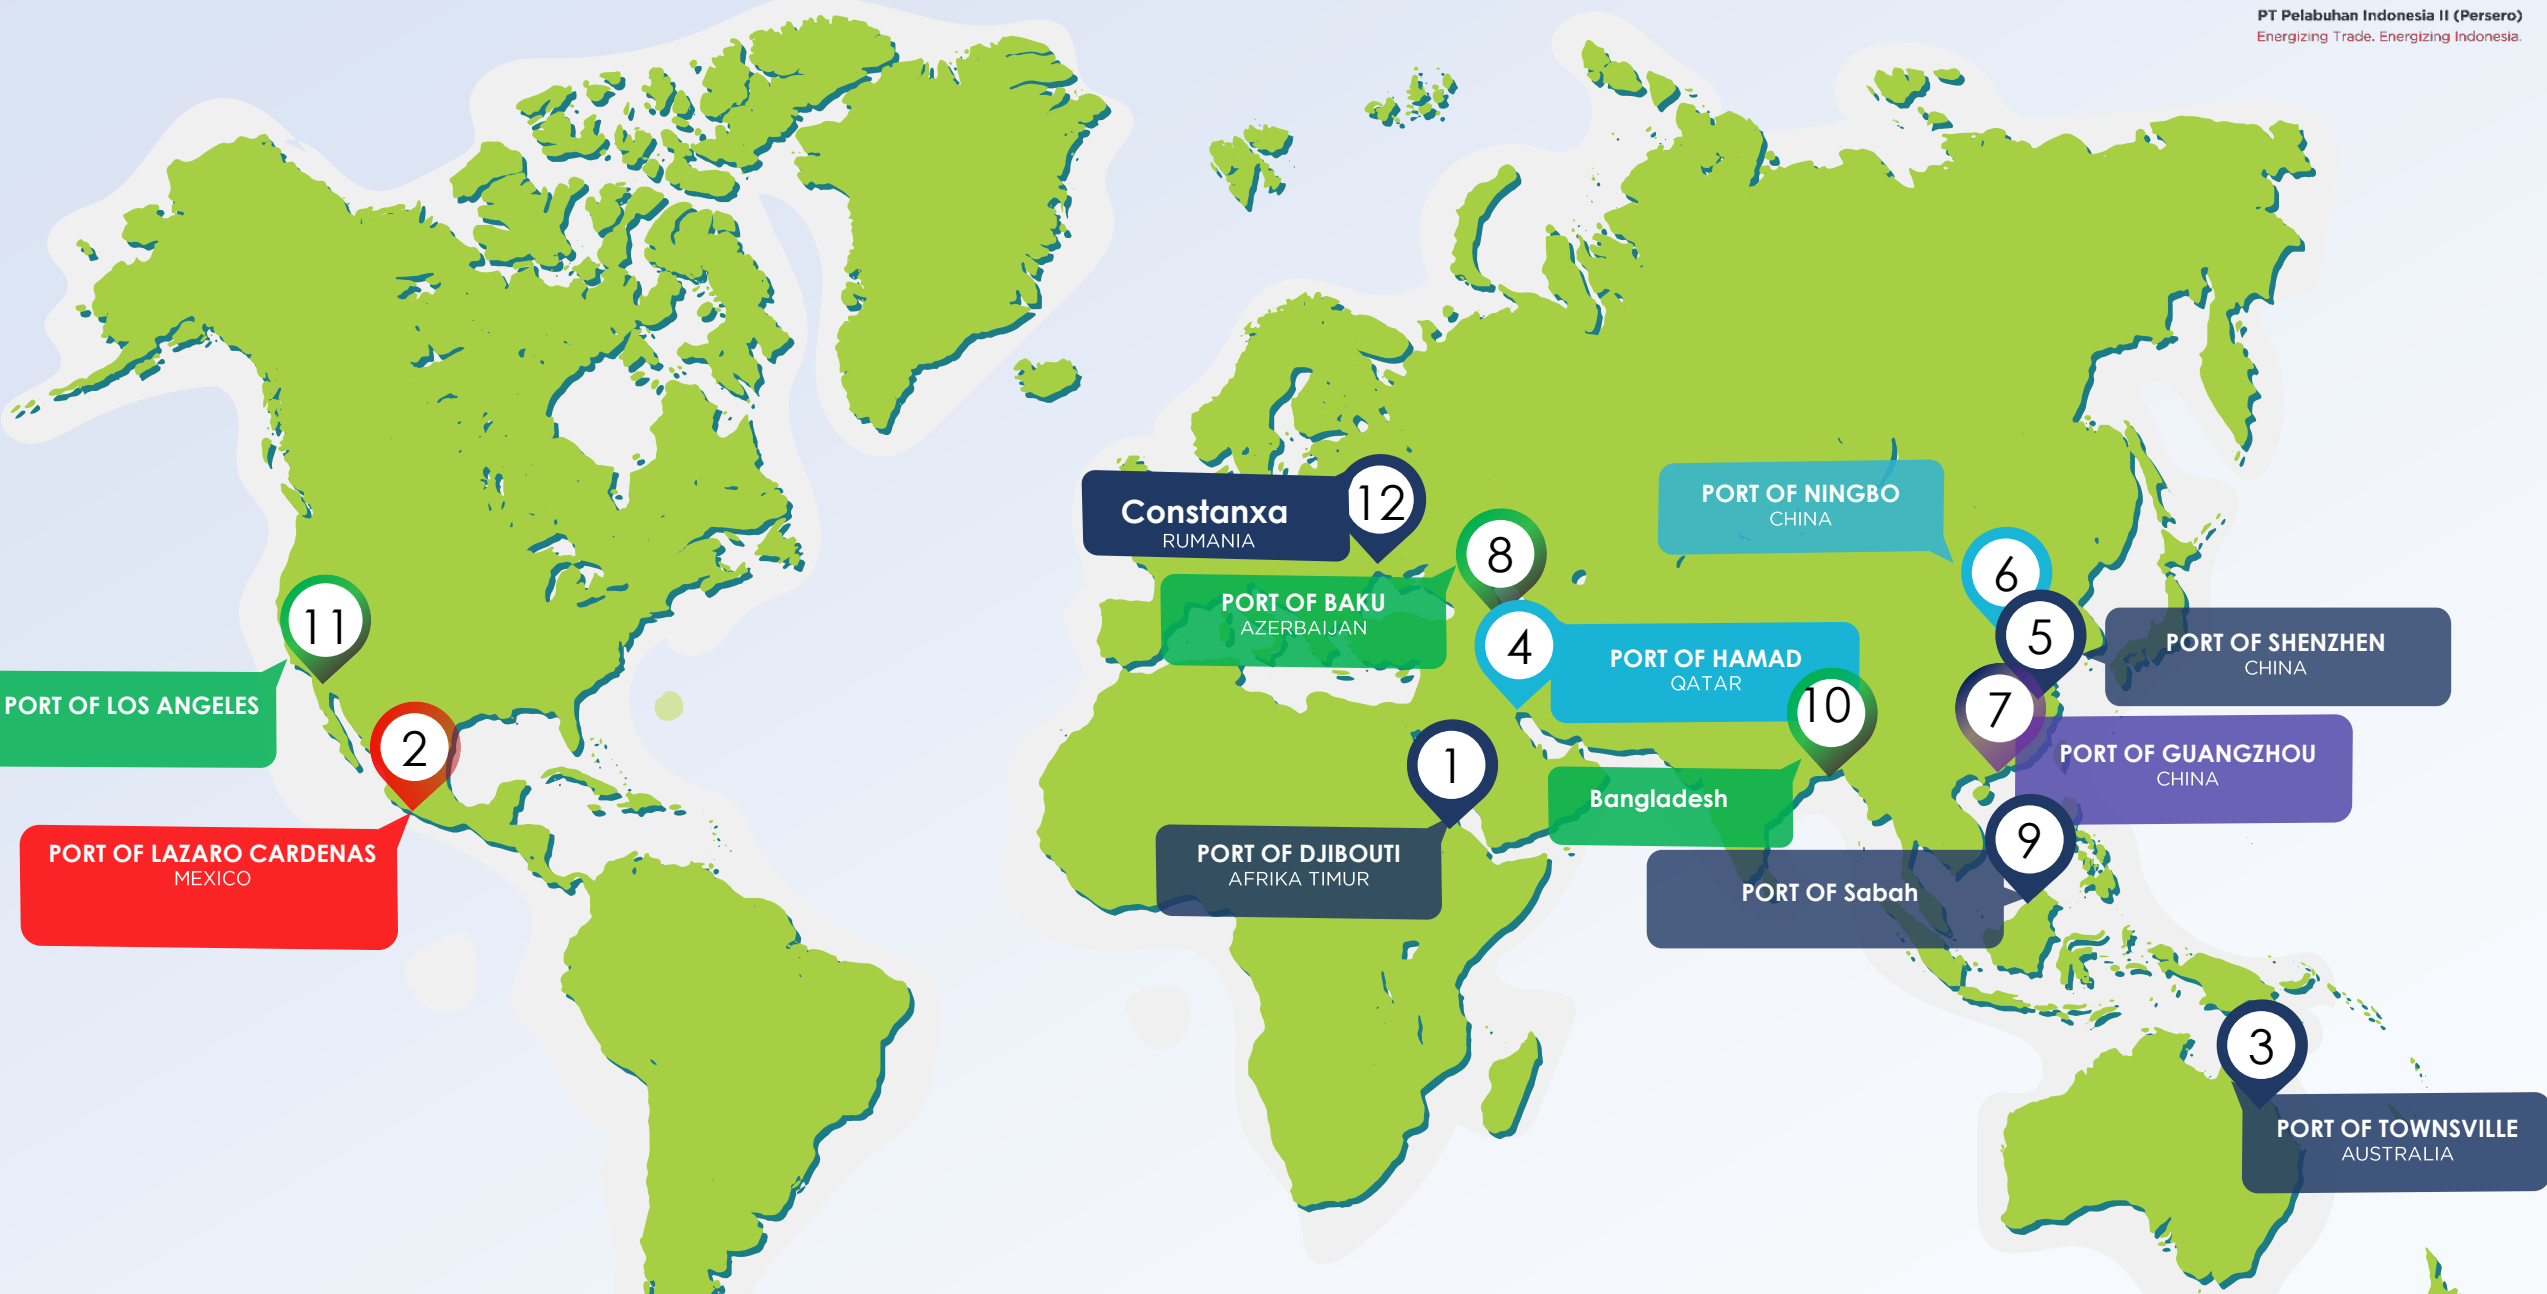 PT Pelabuhan Indonesia II (Persero)
Energizing Trade. Energizing Indonesia.
12
Constanxa
RUMANIA
PORT OF NINGBO
CHINA
8
6
PORT OF BAKU
AZERBAIJAN
11
4
5
PORT OF HAMAD
QATAR
PORT OF SHENZHEN
CHINA
PORT OF LOS ANGELES
10
7
2
1
PORT OF GUANGZHOU
CHINA
Bangladesh
PORT OF LAZARO CARDENAS
MEXICO
PORT OF DJIBOUTI
AFRIKA TIMUR
9
PORT OF Sabah
3
PORT OF TOWNSVILLE
AUSTRALIA